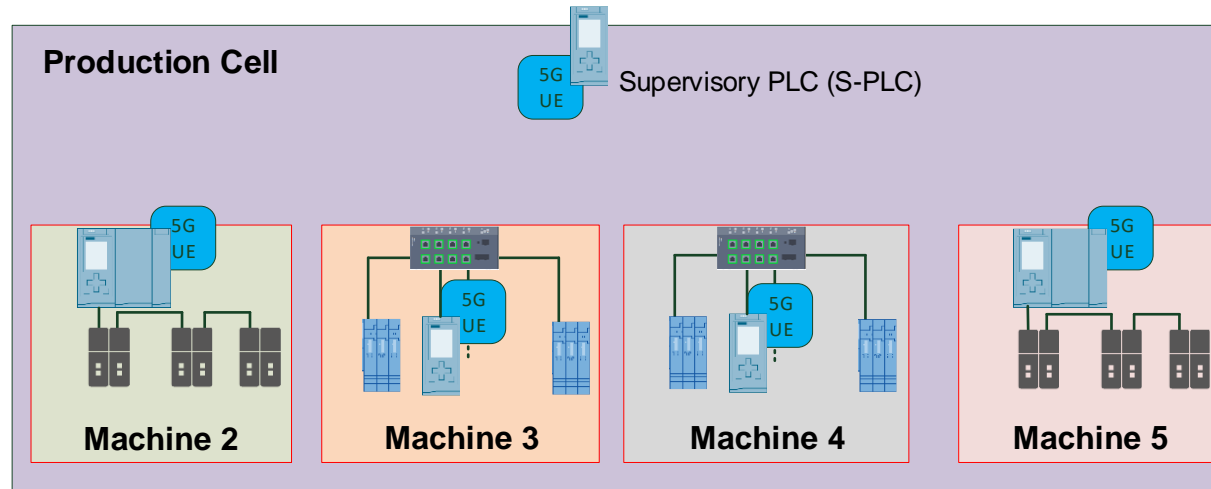 Production Cell
5G
UE
Supervisory PLC (S-PLC)
5G
UE
5G
UE
5G
UE
5G
UE
Machine 2
Machine 3
Machine 4
Machine 5